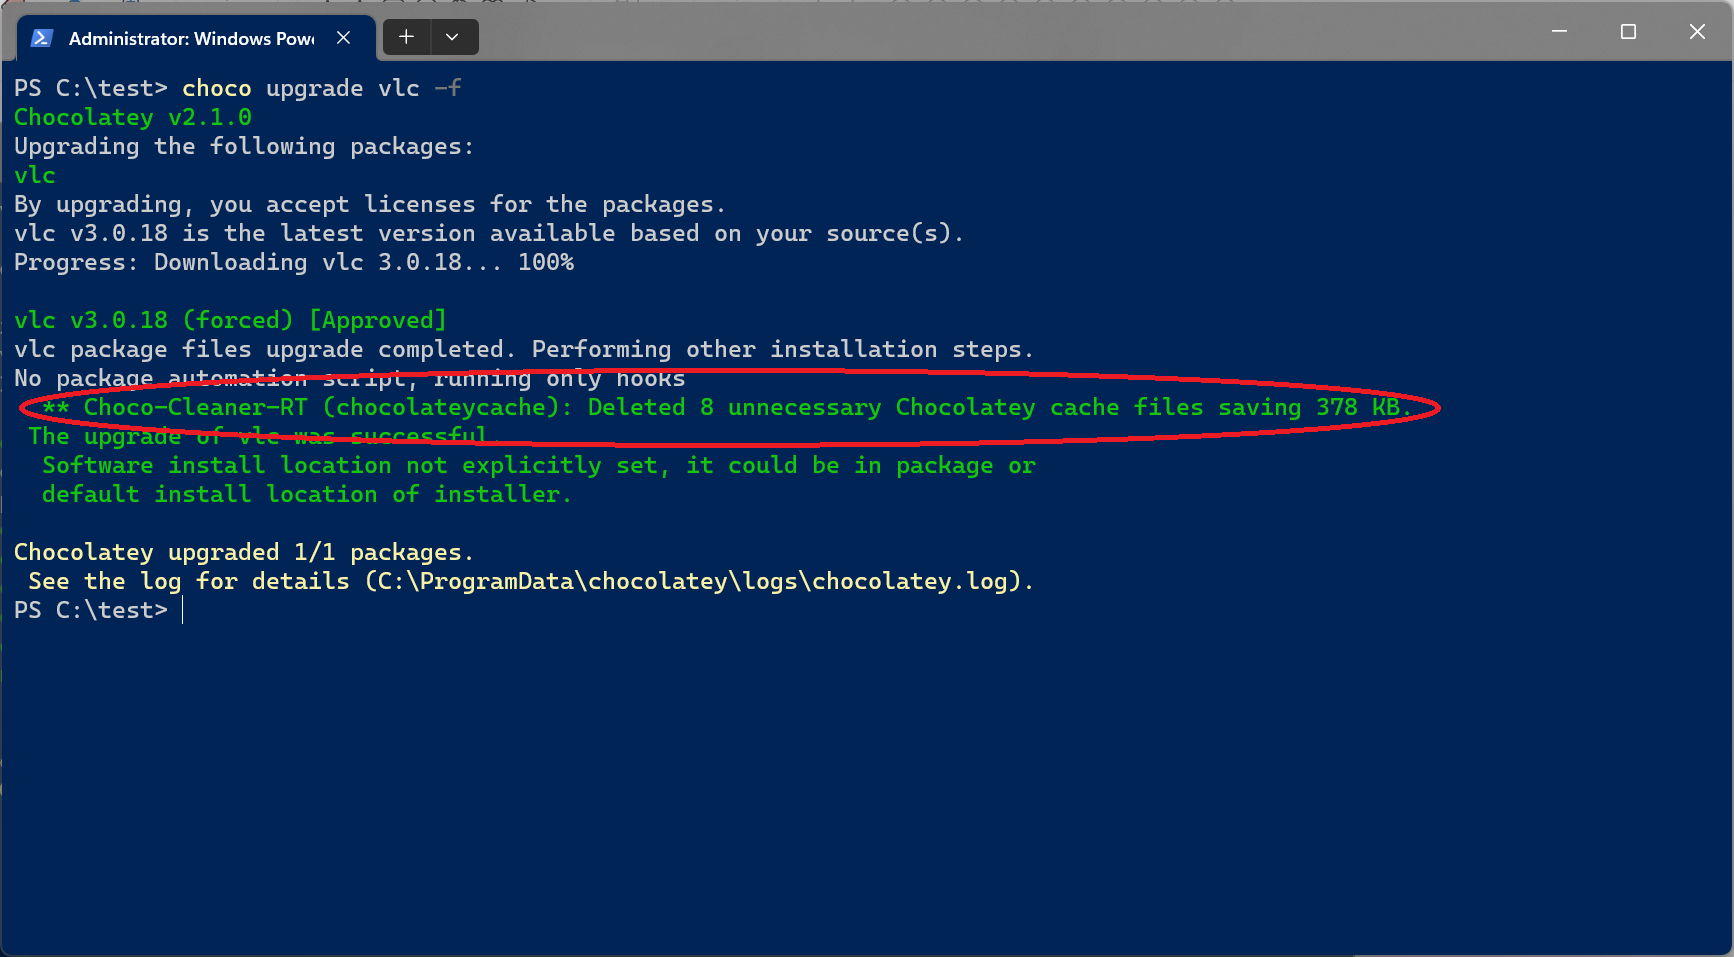 Administrator: Windows Pow
PS C:\test> choco upgrade vlc -f
Chocolatey v2.1.0
Upgrading the following packages:
vlc
By upgrading, you accept licenses for the packages.
vlc v3.0.18 is the latest version available based on your source(s).
Progress: Downloading vlc 3.0.18... 100%
vlc v3.0.18 (forced) [Approved]
vlc package files upgrade completed. Performing other installation steps.
No package automation script, running only hooks
** Choco-Cleaner-RT (chocolateycache): Deleted 8 unnecessary Chocolatey cache files saving 378 KB.
The upgrade of vlc was successful.
Software install location not explicitly set, it could be in package or
default install location of installer.
Chocolatey upgraded 1/1 packages.
See the log for details (C:\ProgramData\chocolatey\logs\chocolatey.log).
PS C:\test>